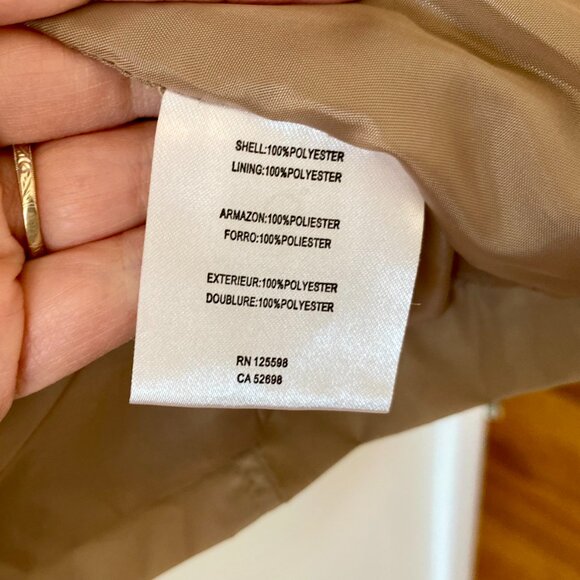 SHELL:100%POLYESTER
LINING:100%POLYESTER
ARMAZON:100%POLIESTER
FORRO:100%POLIESTER
EXTERIEUR:100%POLYESTER
DOUBLURE:100%POLYESTER
RN 125598
CA 52698